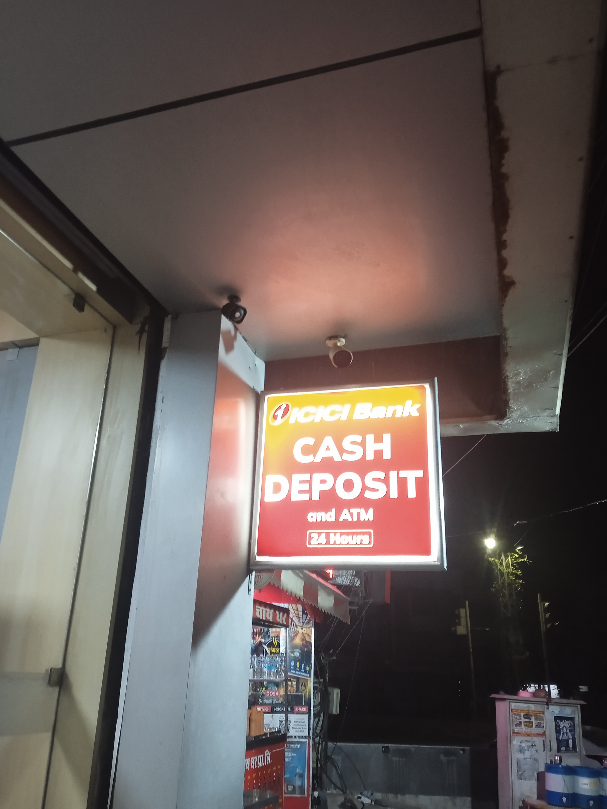 ICICI Bank
CASH
DEPOSIT
and ATM
24 Hours
चाय